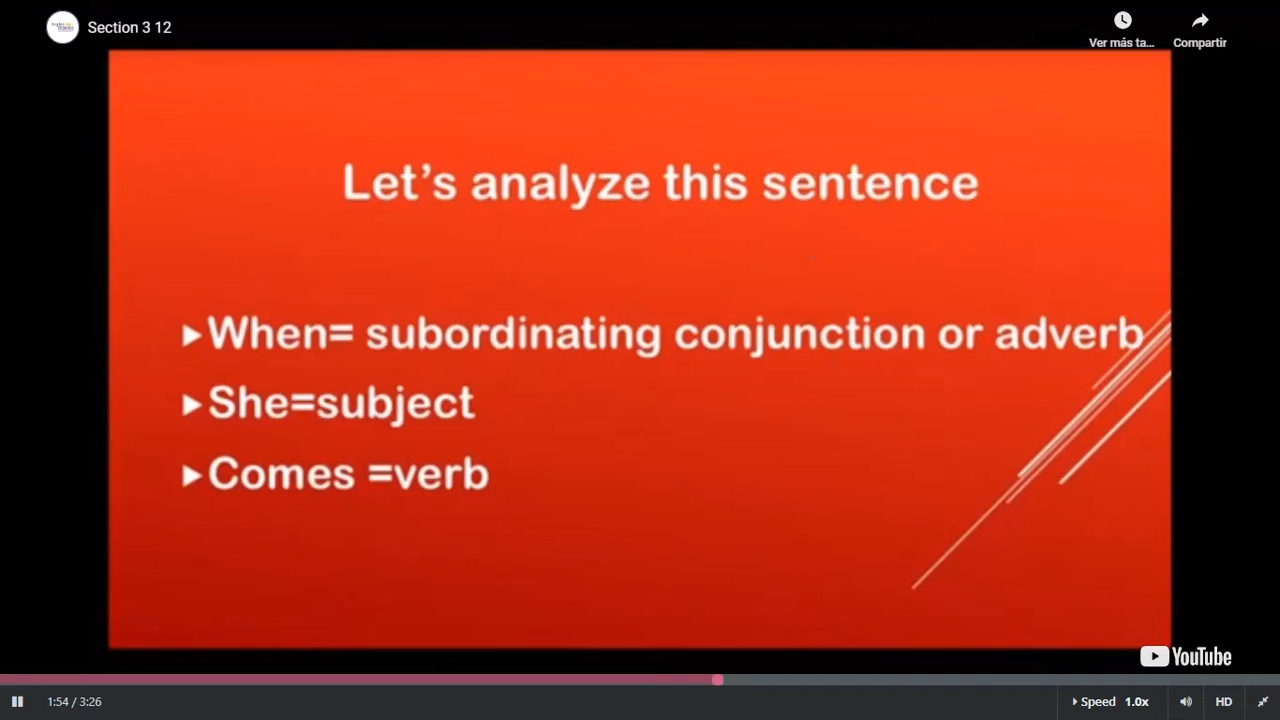 Section 3 12
Ver más ta...
Compartir
Let's analyze this sentence
When= subordinating conjunction or adverb
She=subject
Comes =verb
YouTube
1:54 / 3:26
Speed 1.0x
HD